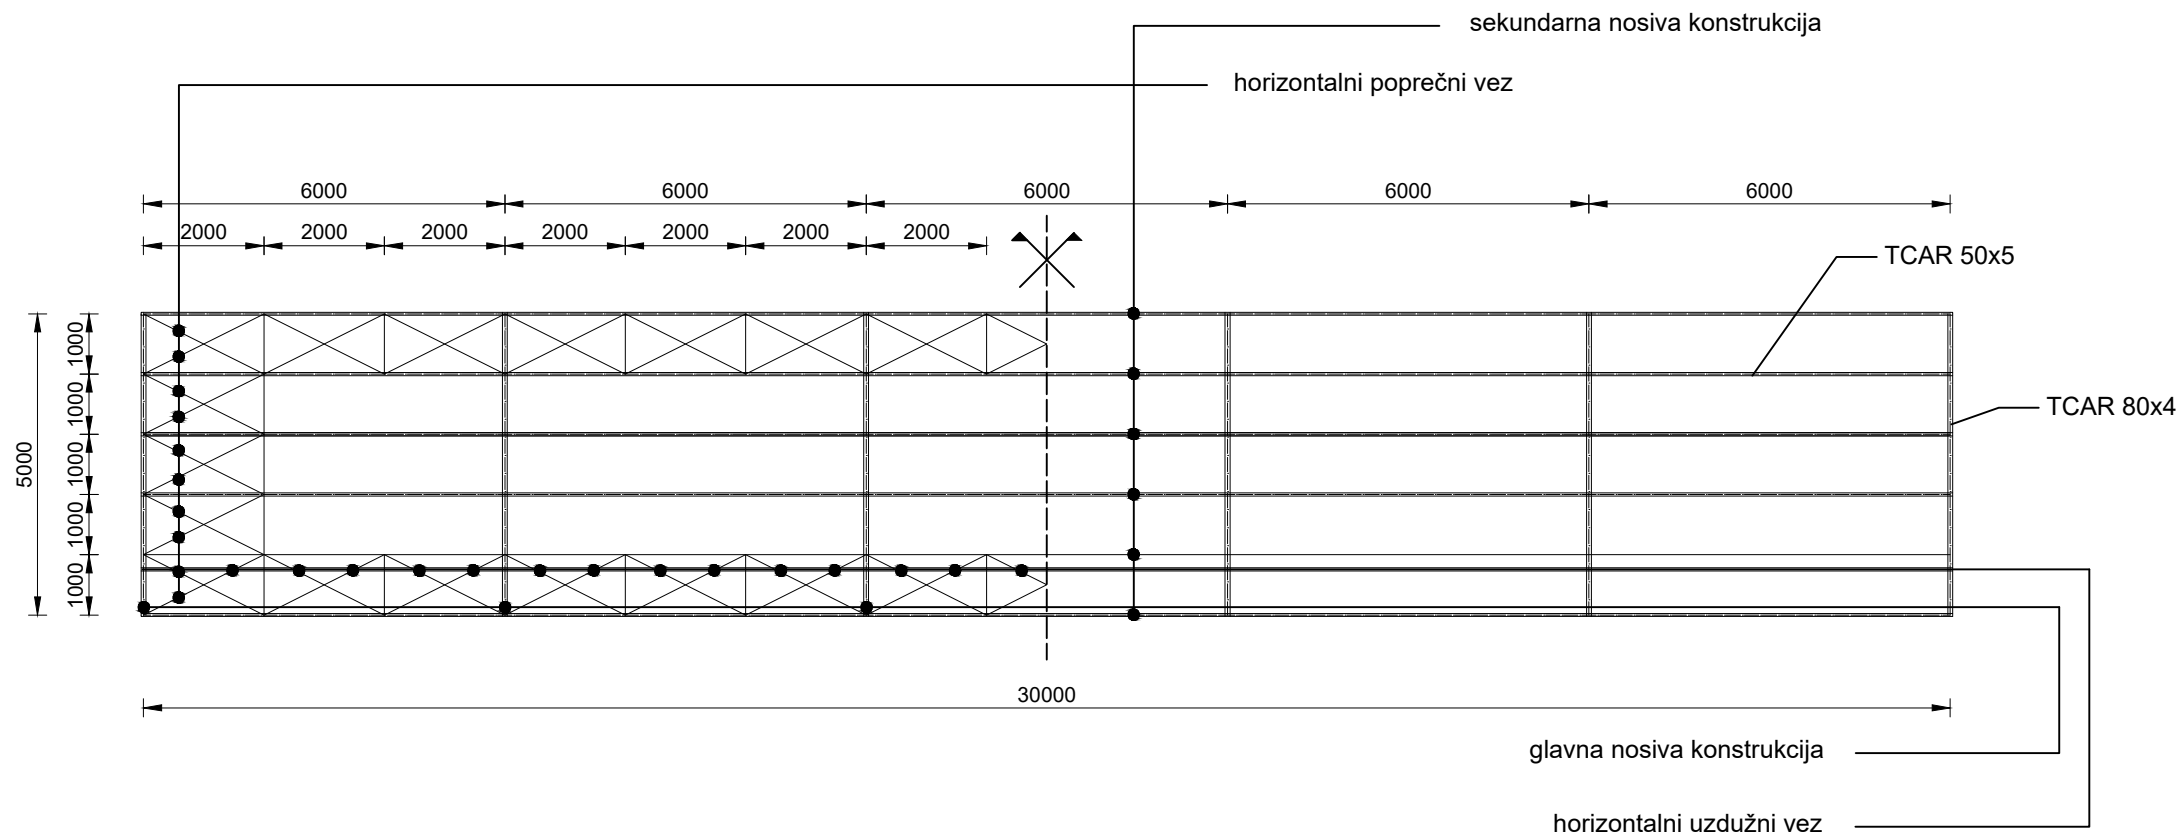 sekundarna nosiva konstrukcija
horizontalni poprečni vez
6000 6000 6000 6000 6000
2000 2000 2000 2000 2000 2000 2000
TCAR 50x5
TCAR 80x4
5000
1000
1000
1000
1000
1000
30000
glavna nosiva konstrukcija
horizontalni uzdužni vez